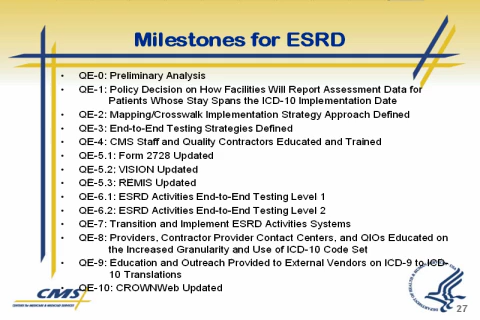 Milestones for ESRD
• QE-0: Preliminary Analysis
• QE-1: Policy Decision on How Facilities Will Report Assessment Data for
Patients Whose Stay Spans the ICD-10 Implementation Date
• QE-2: Mapping/Crosswalk Implementation Strategy Approach Defined
• QE-3: End-to-End Testing Strategies Defined
• QE-4: CMS Staff and Quality Contractors Educated and Trained
• QE-5.1: Form 2728 Updated
• QE-5.2: VISION Updated
• QE-5.3: REMIS Updated
• QE-6.1: ESRD Activities End-to-End Testing Level 1
• QE-6.2: ESRD Activities End-to-End Testing Level 2
• QE-7: Transition and Implement ESRD Activities Systems
• QE-8: Providers, Contractor Provider Contact Centers, and QIOs Educated on
the Increased Granularity and Use of ICD-10 Code Set
• QE-9: Education and Outreach Provided to External Vendors on ICD-9 to ICD-
10 Translations
QE-10: CROWNWeb Updated
CMS
CENTERS for MEDICARE & MEDICAID SERVICES
27